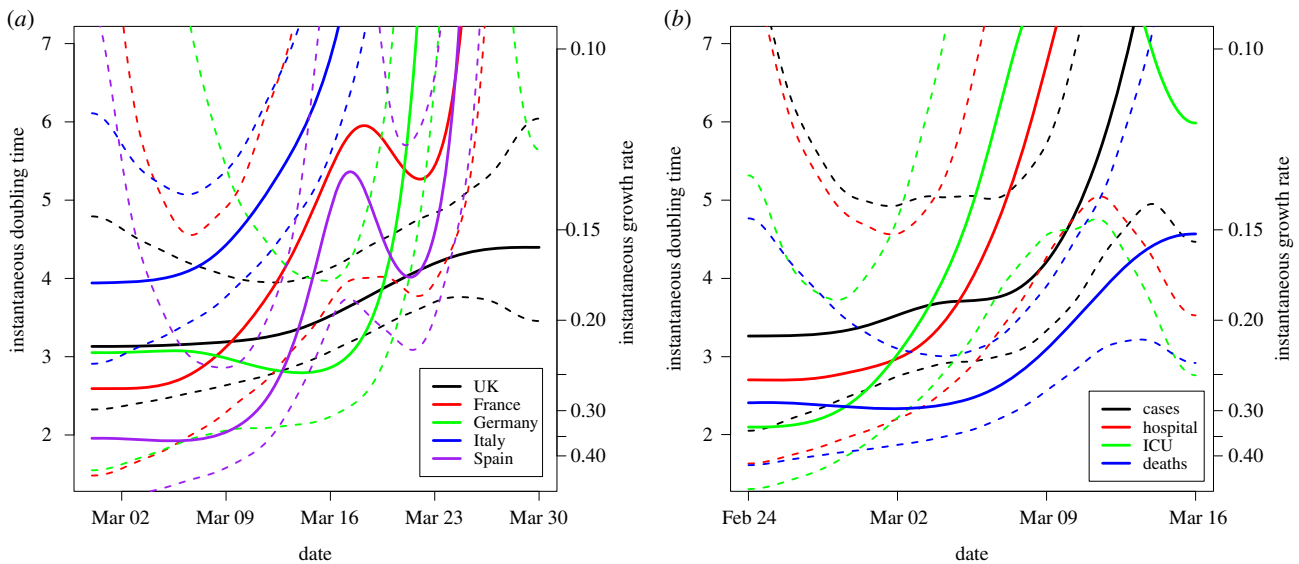 (a)
instantaneous doubling time
7
6
5
4
3
2
0.10
0.15
0.20
0.30
0.40
instantaneous growth rate
UK
France
Germany
Italy
Spain
Mar 02 Mar 09 Mar 16 Mar 23 Mar 30
date
(b)
instantaneous doubling time
7
6
5
4
3
2
0.10
0.15
0.20
0.30
0.40
instantaneous growth rate
cases
hospital
ICU
deaths
Feb 24 Mar 02 Mar 09 Mar 16
date